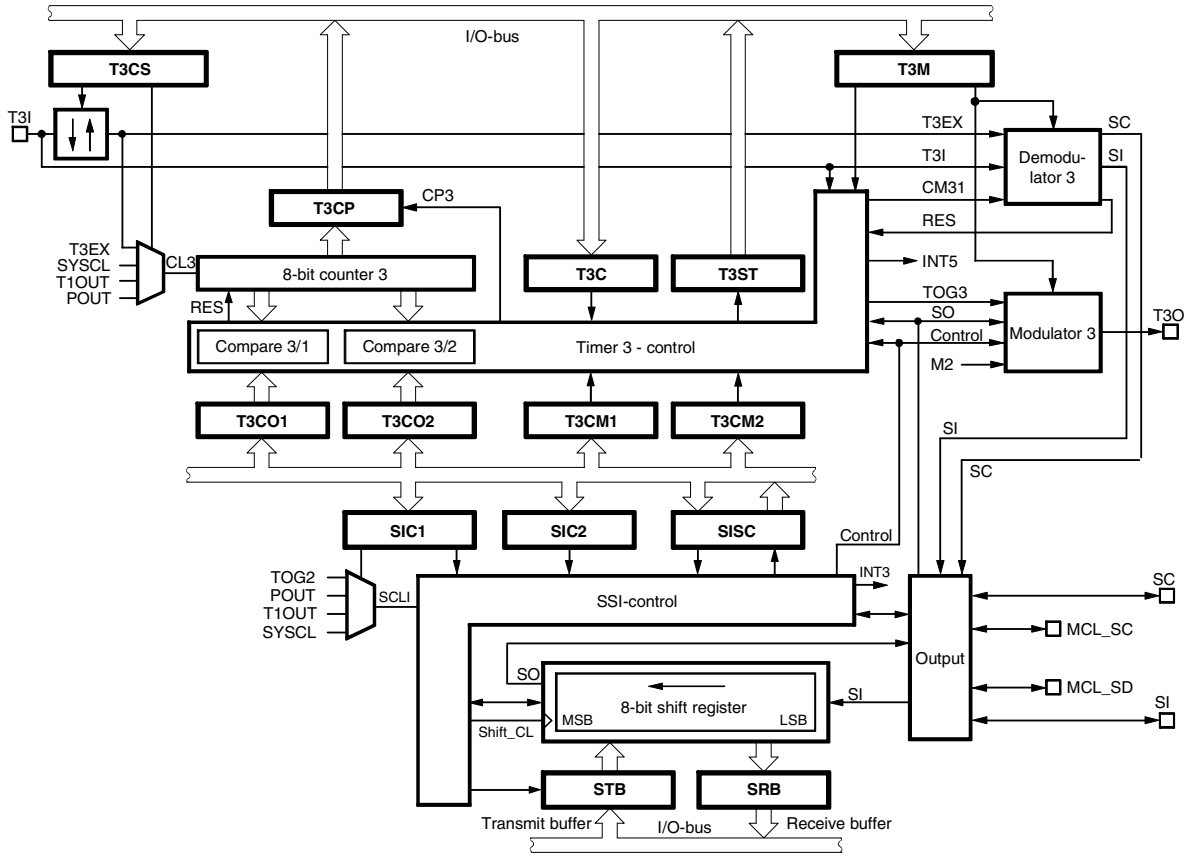 I/O-bus
T3CS
T3M
T3I
T3EX
SC
T3I
SI
Demodu-
lator 3
CM31
T3CP
CP3
RES
T3EX
SYSCL
T1OUT
POUT
CL3
8-bit counter 3
T3C
T3ST
INT5
RES
TOG3
SO
Control
M2
Modulator 3
T3O
Compare 3/1
Compare 3/2
Timer 3 - control
T3CO1
T3CO2
T3CM1
T3CM2
SI
SC
SIC1
SIC2
SISC
Control
TOG2
POUT
T1OUT
SYSCL
SCLI
SSI-control
INT3
SC
MCL_SC
Output
SO
SI
MCL_SD
SI
8-bit shift register
MSB
LSB
Shift_CL
STB
SRB
Transmit buffer
I/O-bus
Receive buffer